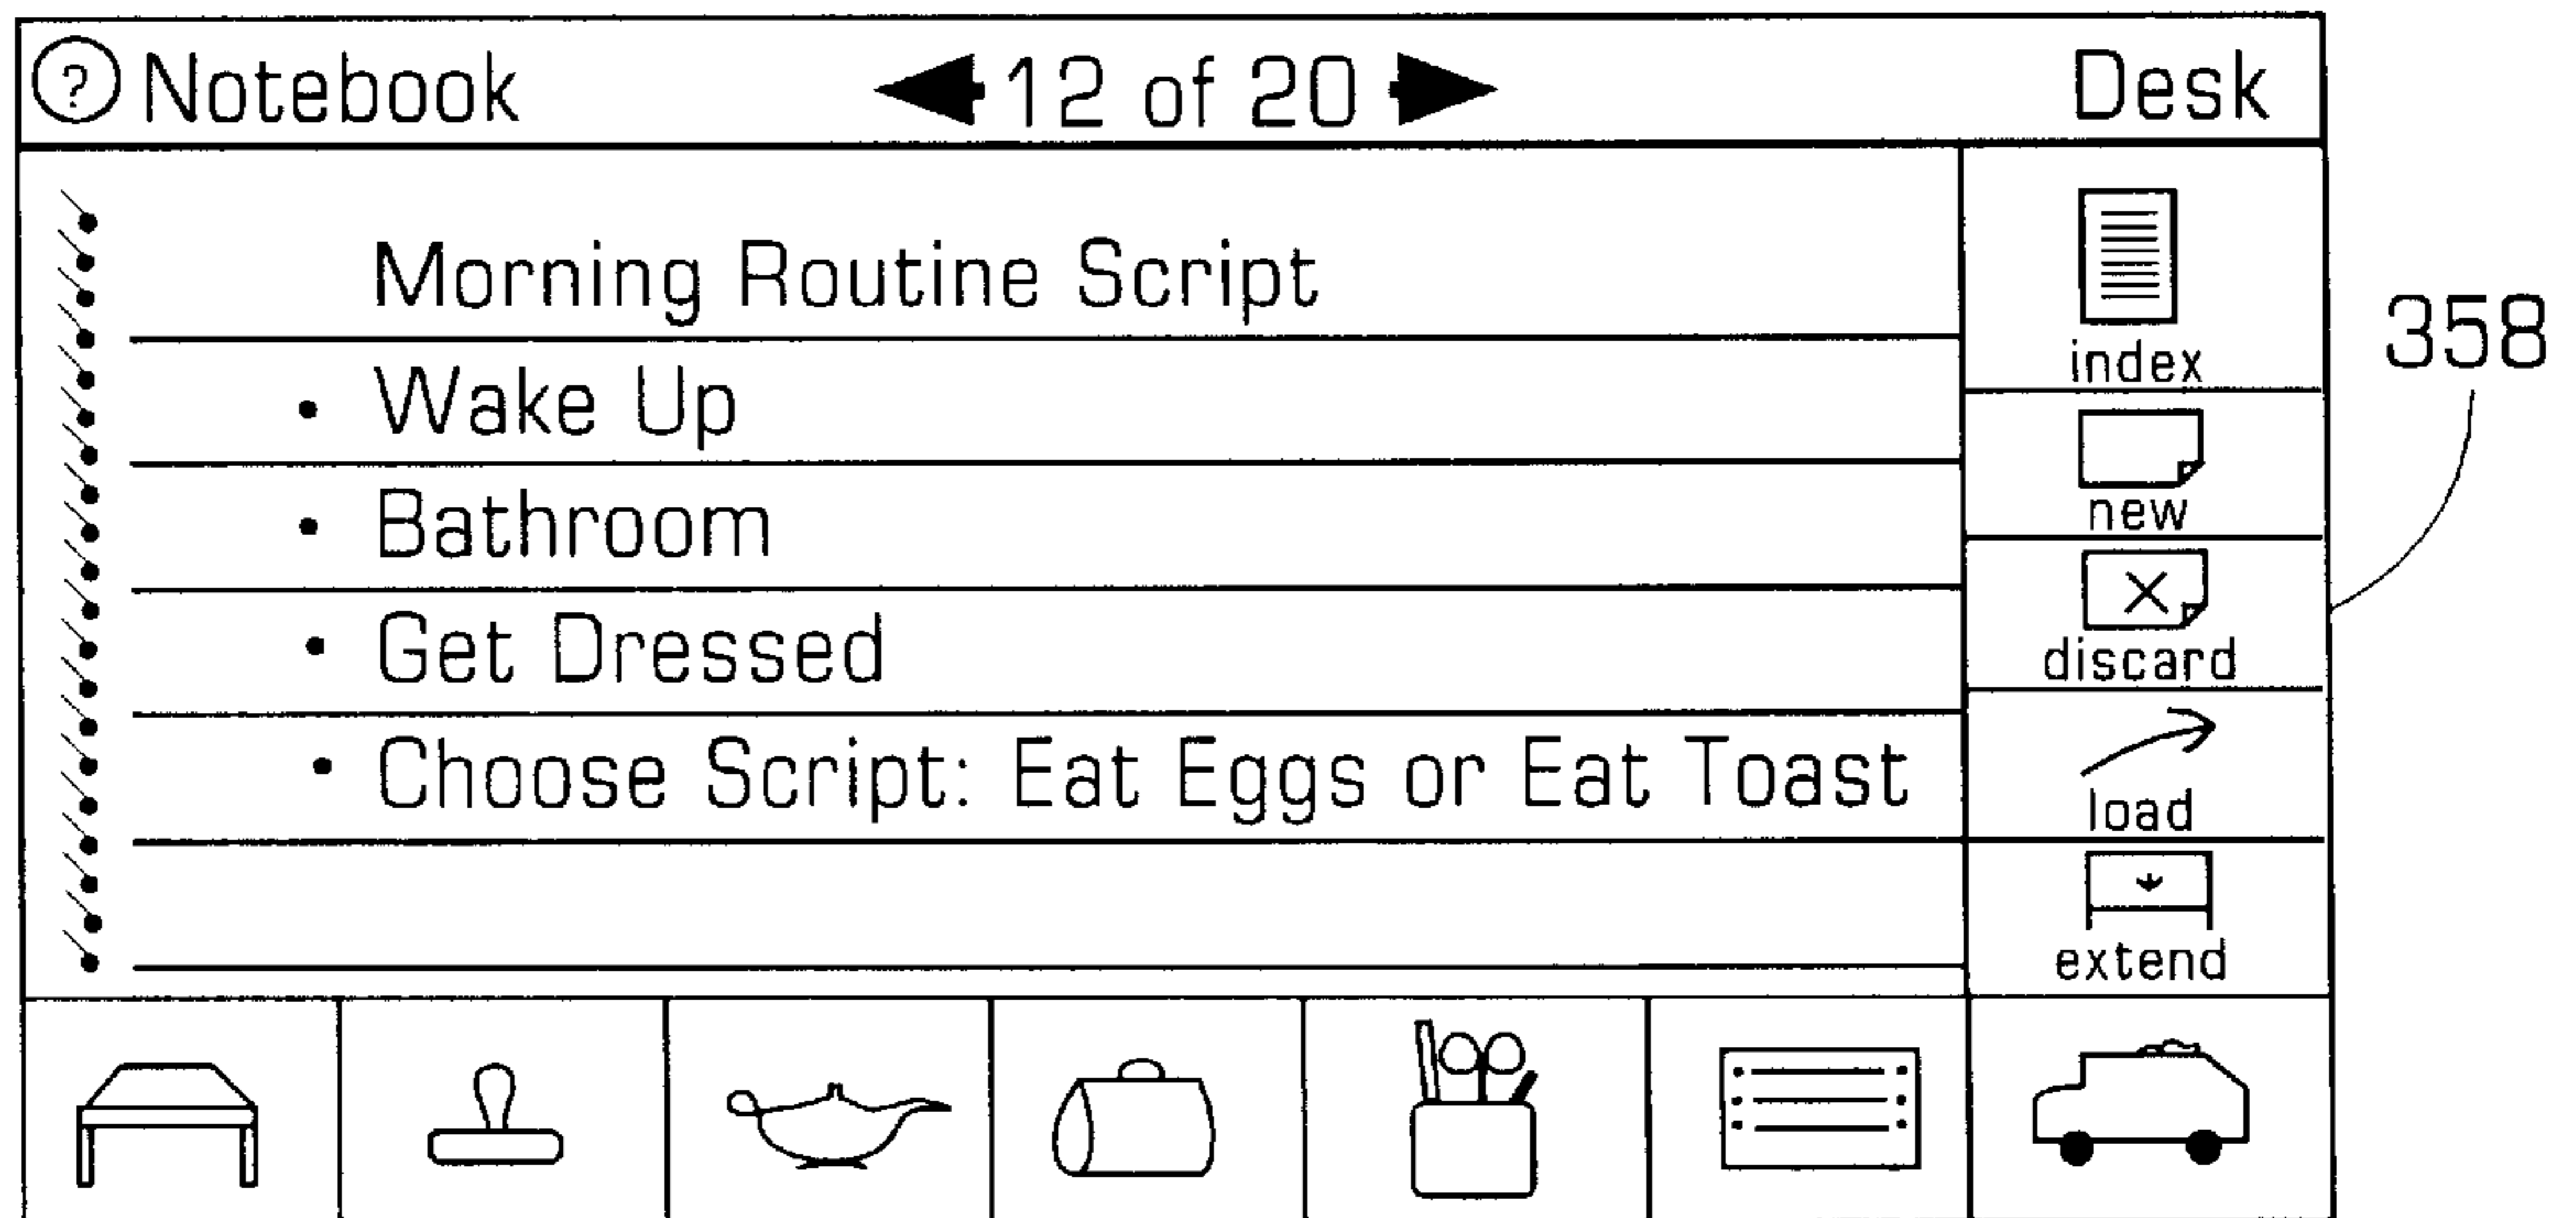 ? Notebook 12 of 20 Desk
Morning Routine Script
• Wake Up
• Bathroom
• Get Dressed
• Choose Script: Eat Eggs or Eat Toast
index
new
discard
load
extend
358